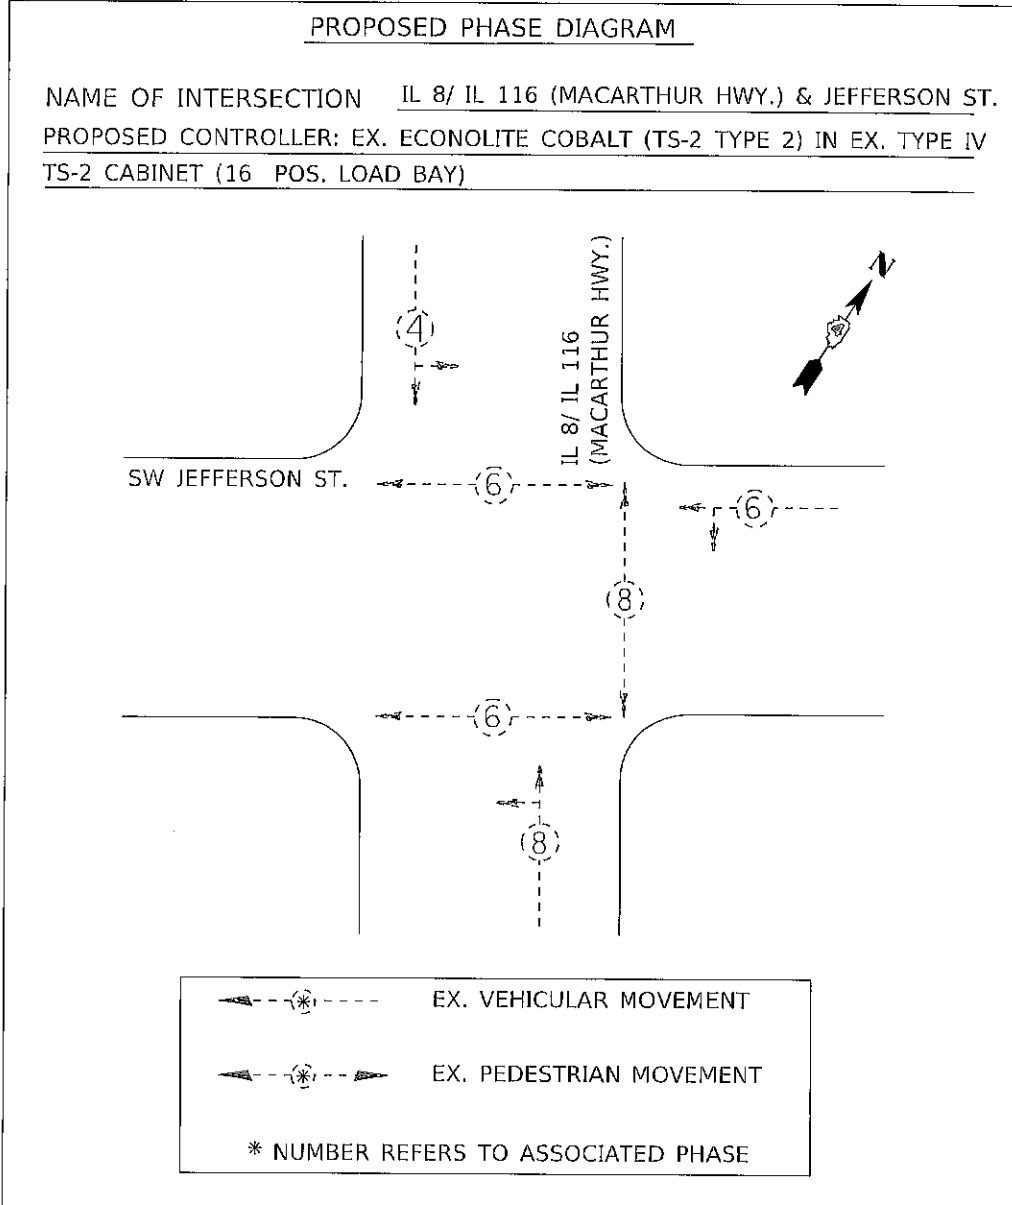 PROPOSED PHASE DIAGRAM
NAME OF INTERSECTION IL 8/ IL 116 (MACARTHUR HWY.) & JEFFERSON ST.
PROPOSED CONTROLLER: EX. ECONOLITE COBALT (TS-2 TYPE 2) IN EX. TYPE IV
TS-2 CABINET (16 POS. LOAD BAY)
IL 8/ IL 116
(MACARTHUR HWY.)
N
4
SW JEFFERSON ST.
6
6
8
6
8
* EX. VEHICULAR MOVEMENT
* EX. PEDESTRIAN MOVEMENT
* NUMBER REFERS TO ASSOCIATED PHASE